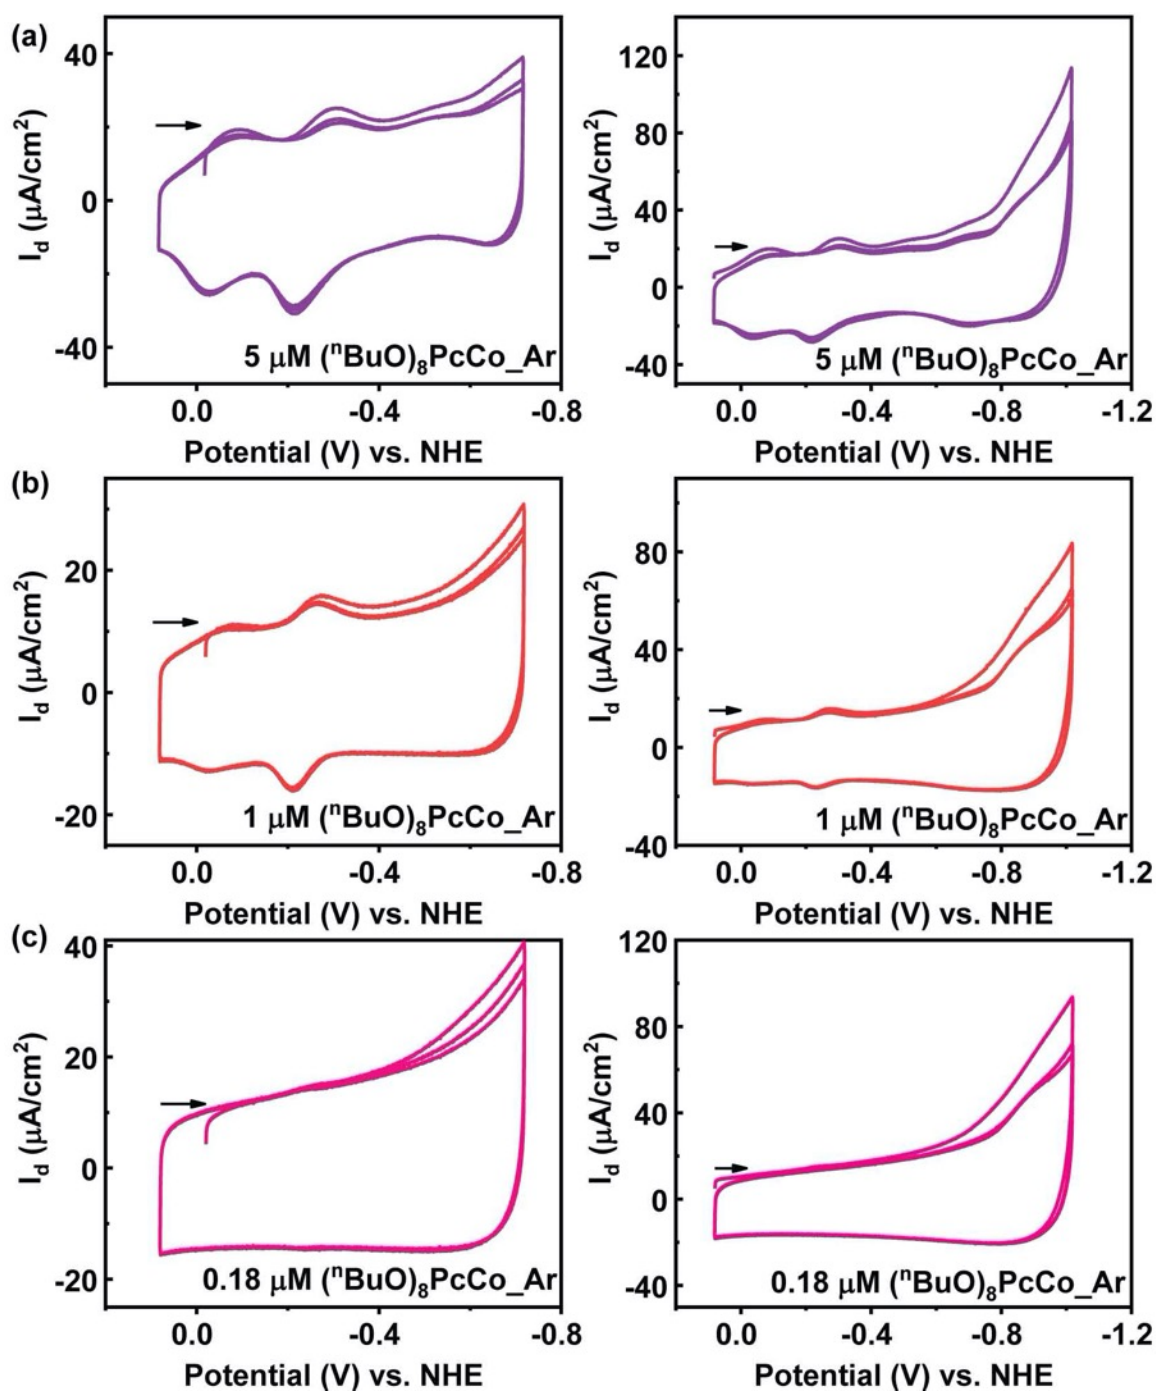 (a)
40
0
-40
I_d (μA/cm²)
5 μM (ⁿBuO)₈PcCo_Ar
0.0 -0.4 -0.8
Potential (V) vs. NHE
120
80
40
0
-40
I_d (μA/cm²)
5 μM (ⁿBuO)₈PcCo_Ar
0.0 -0.4 -0.8 -1.2
Potential (V) vs. NHE
(b)
20
0
-20
I_d (μA/cm²)
1 μM (ⁿBuO)₈PcCo_Ar
0.0 -0.4 -0.8
Potential (V) vs. NHE
80
40
0
-40
I_d (μA/cm²)
1 μM (ⁿBuO)₈PcCo_Ar
0.0 -0.4 -0.8 -1.2
Potential (V) vs. NHE
(c)
40
20
0
-20
I_d (μA/cm²)
0.18 μM (ⁿBuO)₈PcCo_Ar
0.0 -0.4 -0.8
Potential (V) vs. NHE
120
80
40
0
-40
I_d (μA/cm²)
0.18 μM (ⁿBuO)₈PcCo_Ar
0.0 -0.4 -0.8 -1.2
Potential (V) vs. NHE